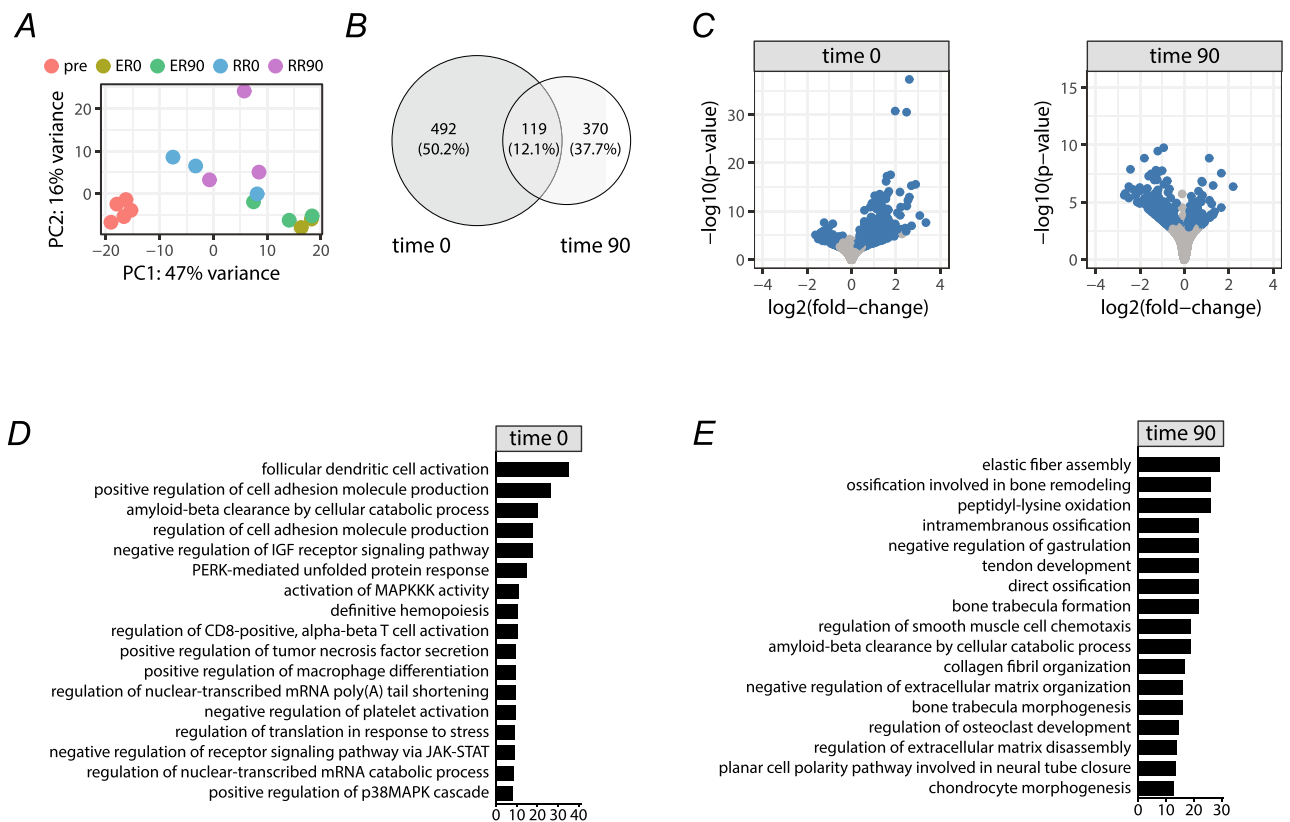 A
pre ER0 ER90 RR0 RR90
PC2: 16% variance
20
10
0
−20 −10 0 10 20
PC1: 47% variance
B
492 119 370
(50.2%) (12.1%) (37.7%)
time 0 time 90
C
time 0
−log10(p−value)
30
20
10
0
−4 −2 0 2 4
log2(fold−change)
time 90
−log10(p−value)
15
10
5
0
−4 −2 0 2 4
log2(fold−change)
D
time 0
follicular dendritic cell activation
positive regulation of cell adhesion molecule production
amyloid-beta clearance by cellular catabolic process
regulation of cell adhesion molecule production
negative regulation of IGF receptor signaling pathway
PERK-mediated unfolded protein response
activation of MAPKKK activity
definitive hemopoiesis
regulation of CD8-positive, alpha-beta T cell activation
positive regulation of tumor necrosis factor secretion
positive regulation of macrophage differentiation
regulation of nuclear-transcribed mRNA poly(A) tail shortening
negative regulation of platelet activation
regulation of translation in response to stress
negative regulation of receptor signaling pathway via JAK-STAT
regulation of nuclear-transcribed mRNA catabolic process
positive regulation of p38MAPK cascade
0 10 20 30 40
E
time 90
elastic fiber assembly
ossification involved in bone remodeling
peptidyl-lysine oxidation
intramembranous ossification
negative regulation of gastrulation
tendon development
direct ossification
bone trabecula formation
regulation of smooth muscle cell chemotaxis
amyloid-beta clearance by cellular catabolic process
collagen fibril organization
negative regulation of extracellular matrix organization
bone trabecula morphogenesis
regulation of osteoclast development
regulation of extracellular matrix disassembly
planar cell polarity pathway involved in neural tube closure
chondrocyte morphogenesis
0 10 20 30